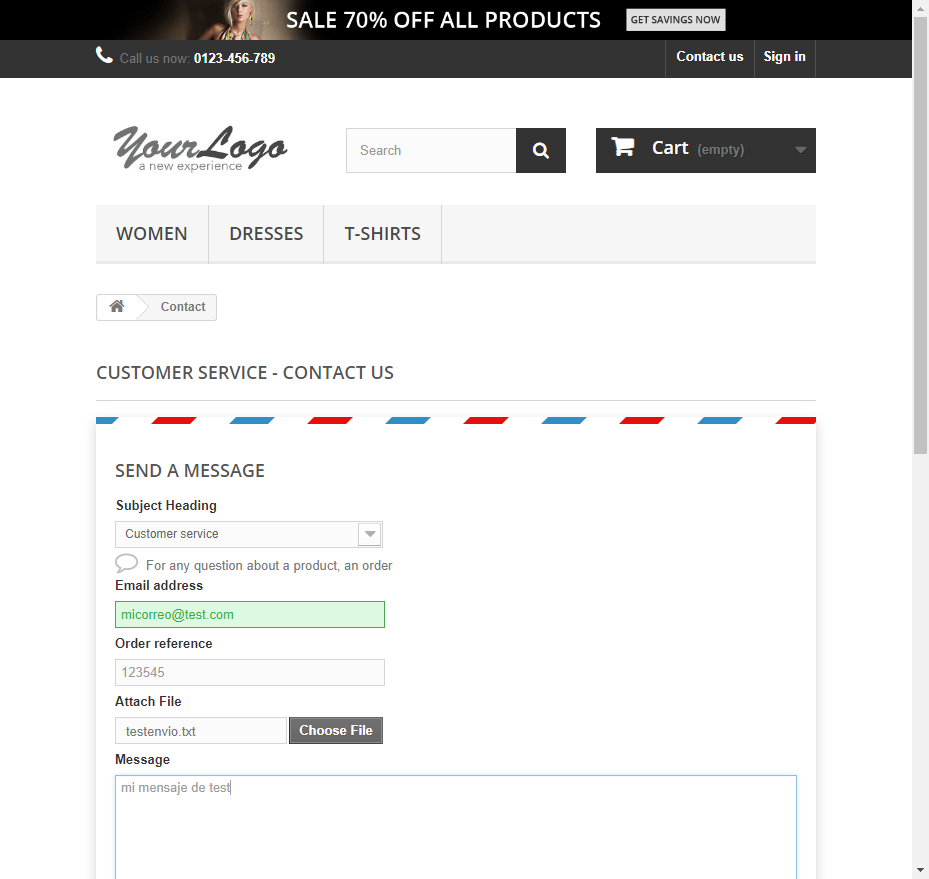 SALE 70% OFF ALL PRODUCTS GET SAVINGS NOW
Call us now: 0123-456-789 Contact us Sign in
YourLogo
a new experience
Search
Cart (empty)
WOMEN DRESSES T-SHIRTS
Contact
CUSTOMER SERVICE - CONTACT US
SEND A MESSAGE
Subject Heading
Customer service
For any question about a product, an order
Email address
micorreo@test.com
Order reference
123545
Attach File
testenvio.txt Choose File
Message
mi mensaje de test